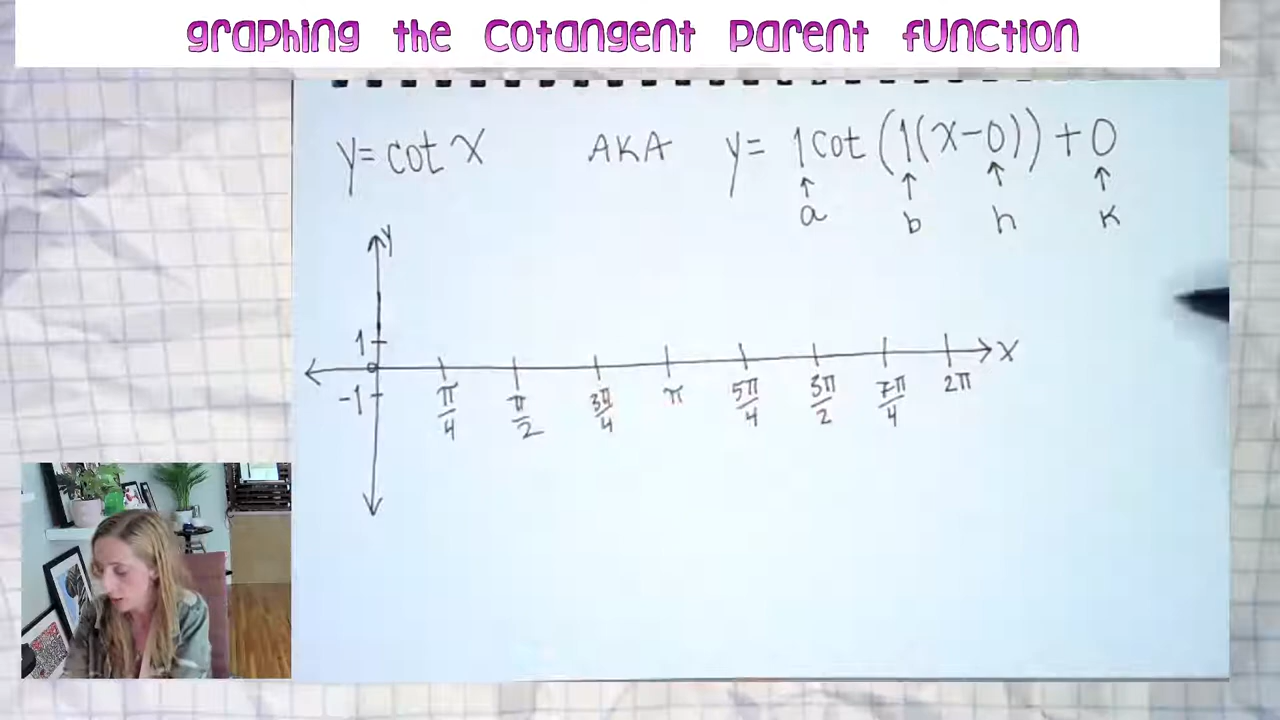 graphing the cotangent parent function
y = cot x AKA y = 1 cot (1(x-0)) + 0
↑ ↑ ↑ ↑
a b h k
y
1
x
-1
π/4 π/2 3π/4 π 5π/4 3π/2 7π/4 2π